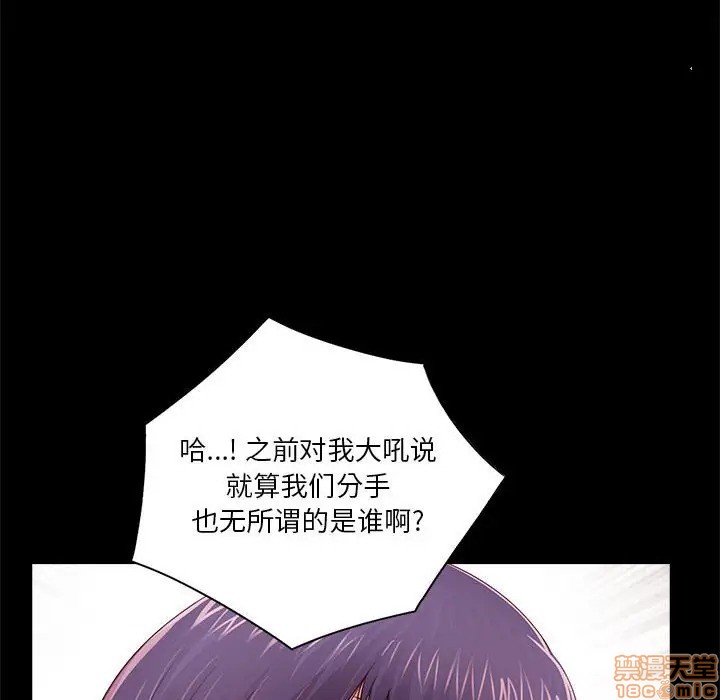 哈...! 之前对我大吼说
就算我们分手
也无所谓的是谁啊?
禁漫天堂
18comic